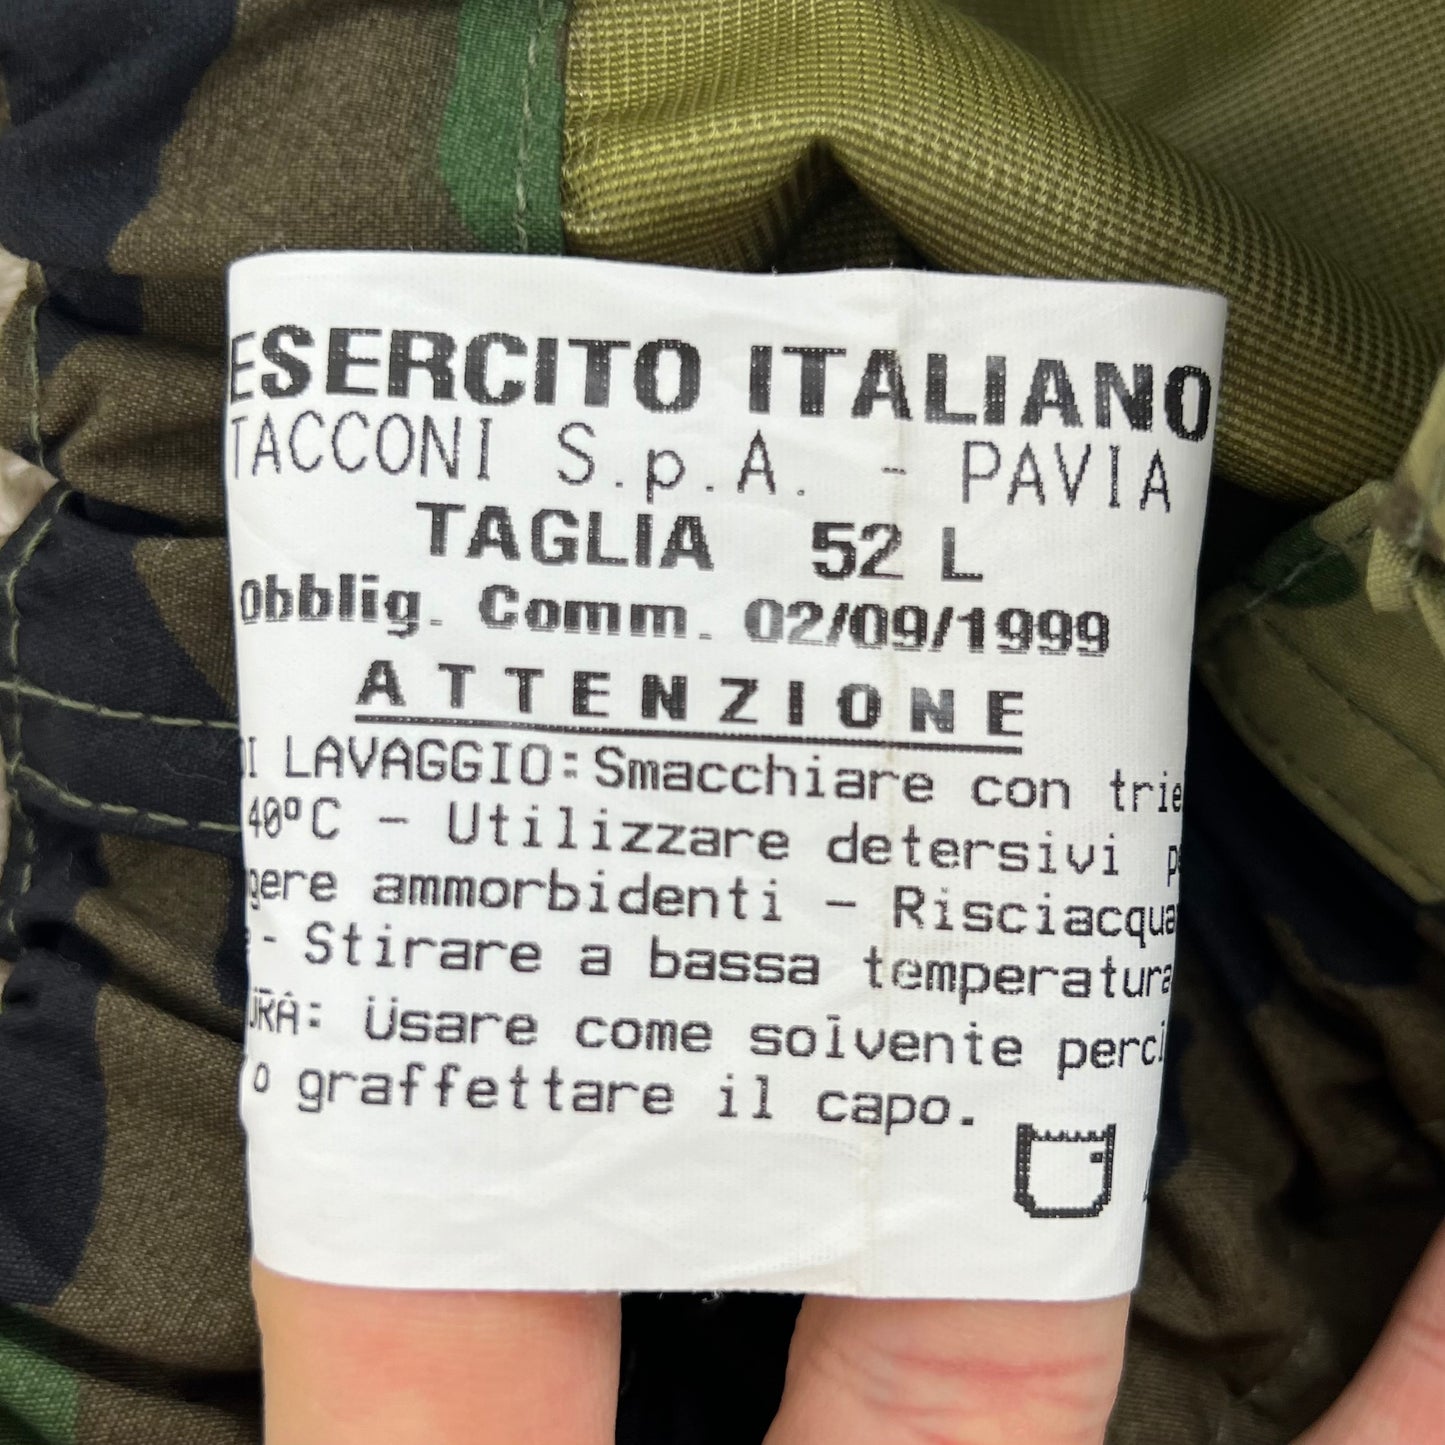 ESERCITO ITALIANO
TACCONI S.p.A. - PAVIA
TAGLIA 52 L
Obblig. Comm. 02/09/1999
ATTENZIONE
DI LAVAGGIO: Smacchiare con
40°C - Utilizzare detersivi
ammorbidenti -
- Stirare a bassa temperatura
Usare come solvente
graffettare il capo.